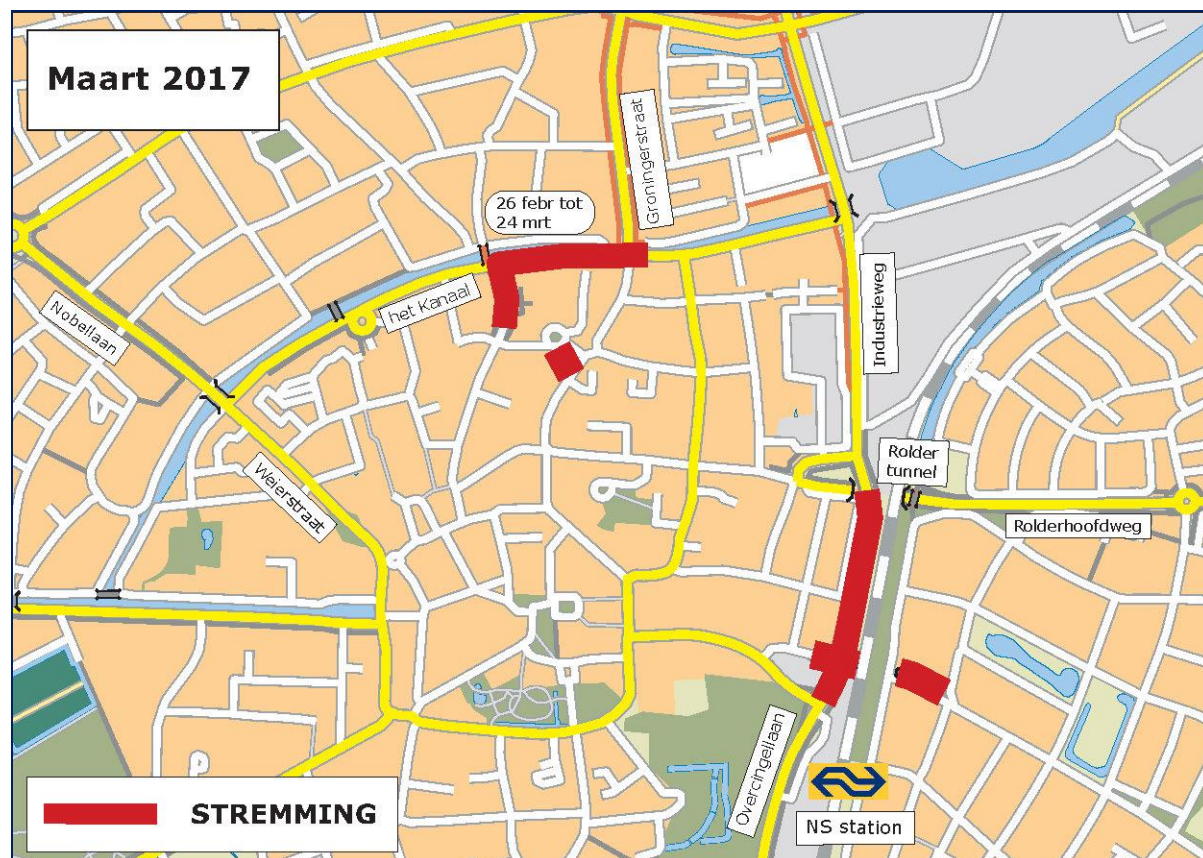 Maart 2017
26 febr tot
24 mrt
Groningerstraat
Nobellaan
het Kanaal
Industrieweg
Weierstraat
Rolder
tunnel
Rolderhoofdweg
Overcingellaan
STREMMING
NS station